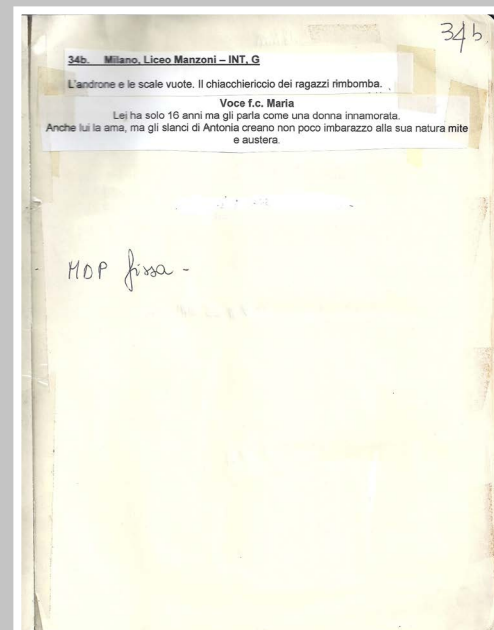 34b
34b. Milano, Liceo Manzoni – INT, G
L'androne e le scale vuote. Il chiacchiericcio dei ragazzi rimbomba.
Voce f.c. Maria
Lei ha solo 16 anni ma gli parla come una donna innamorata.
Anche lui la ama, ma gli slanci di Antonia creano non poco imbarazzo alla sua natura mite
e austera.
MDP fissa -